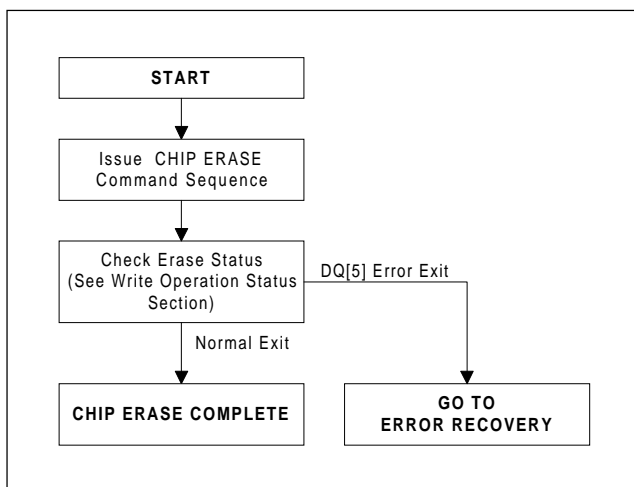 START
Issue CHIP ERASE
Command Sequence
Check Erase Status
(See Write Operation Status
Section)
DQ[5] Error Exit
Normal Exit
CHIP ERASE COMPLETE
GO TO
ERROR RECOVERY